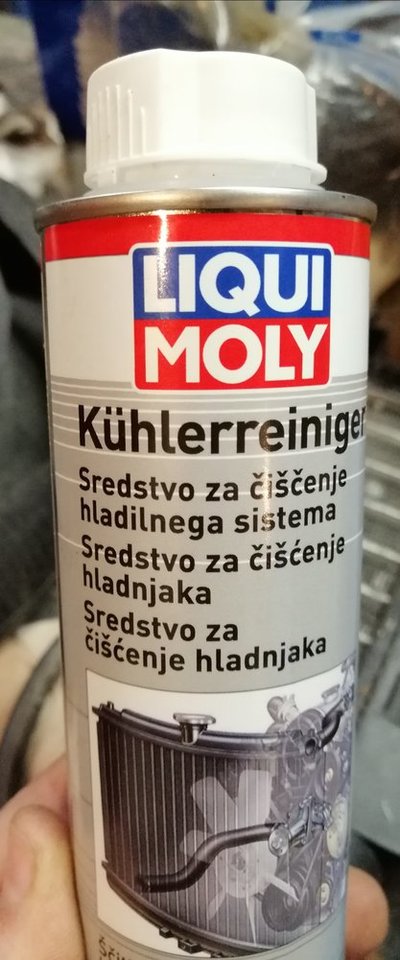 LIQUI
MOLY
Kühlerreiniger
Sredstvo za čiščenje
hladilnega sistema
Sredstvo za čišćenje
hladnjaka
Sredstvo za
čišćenje hladnjaka